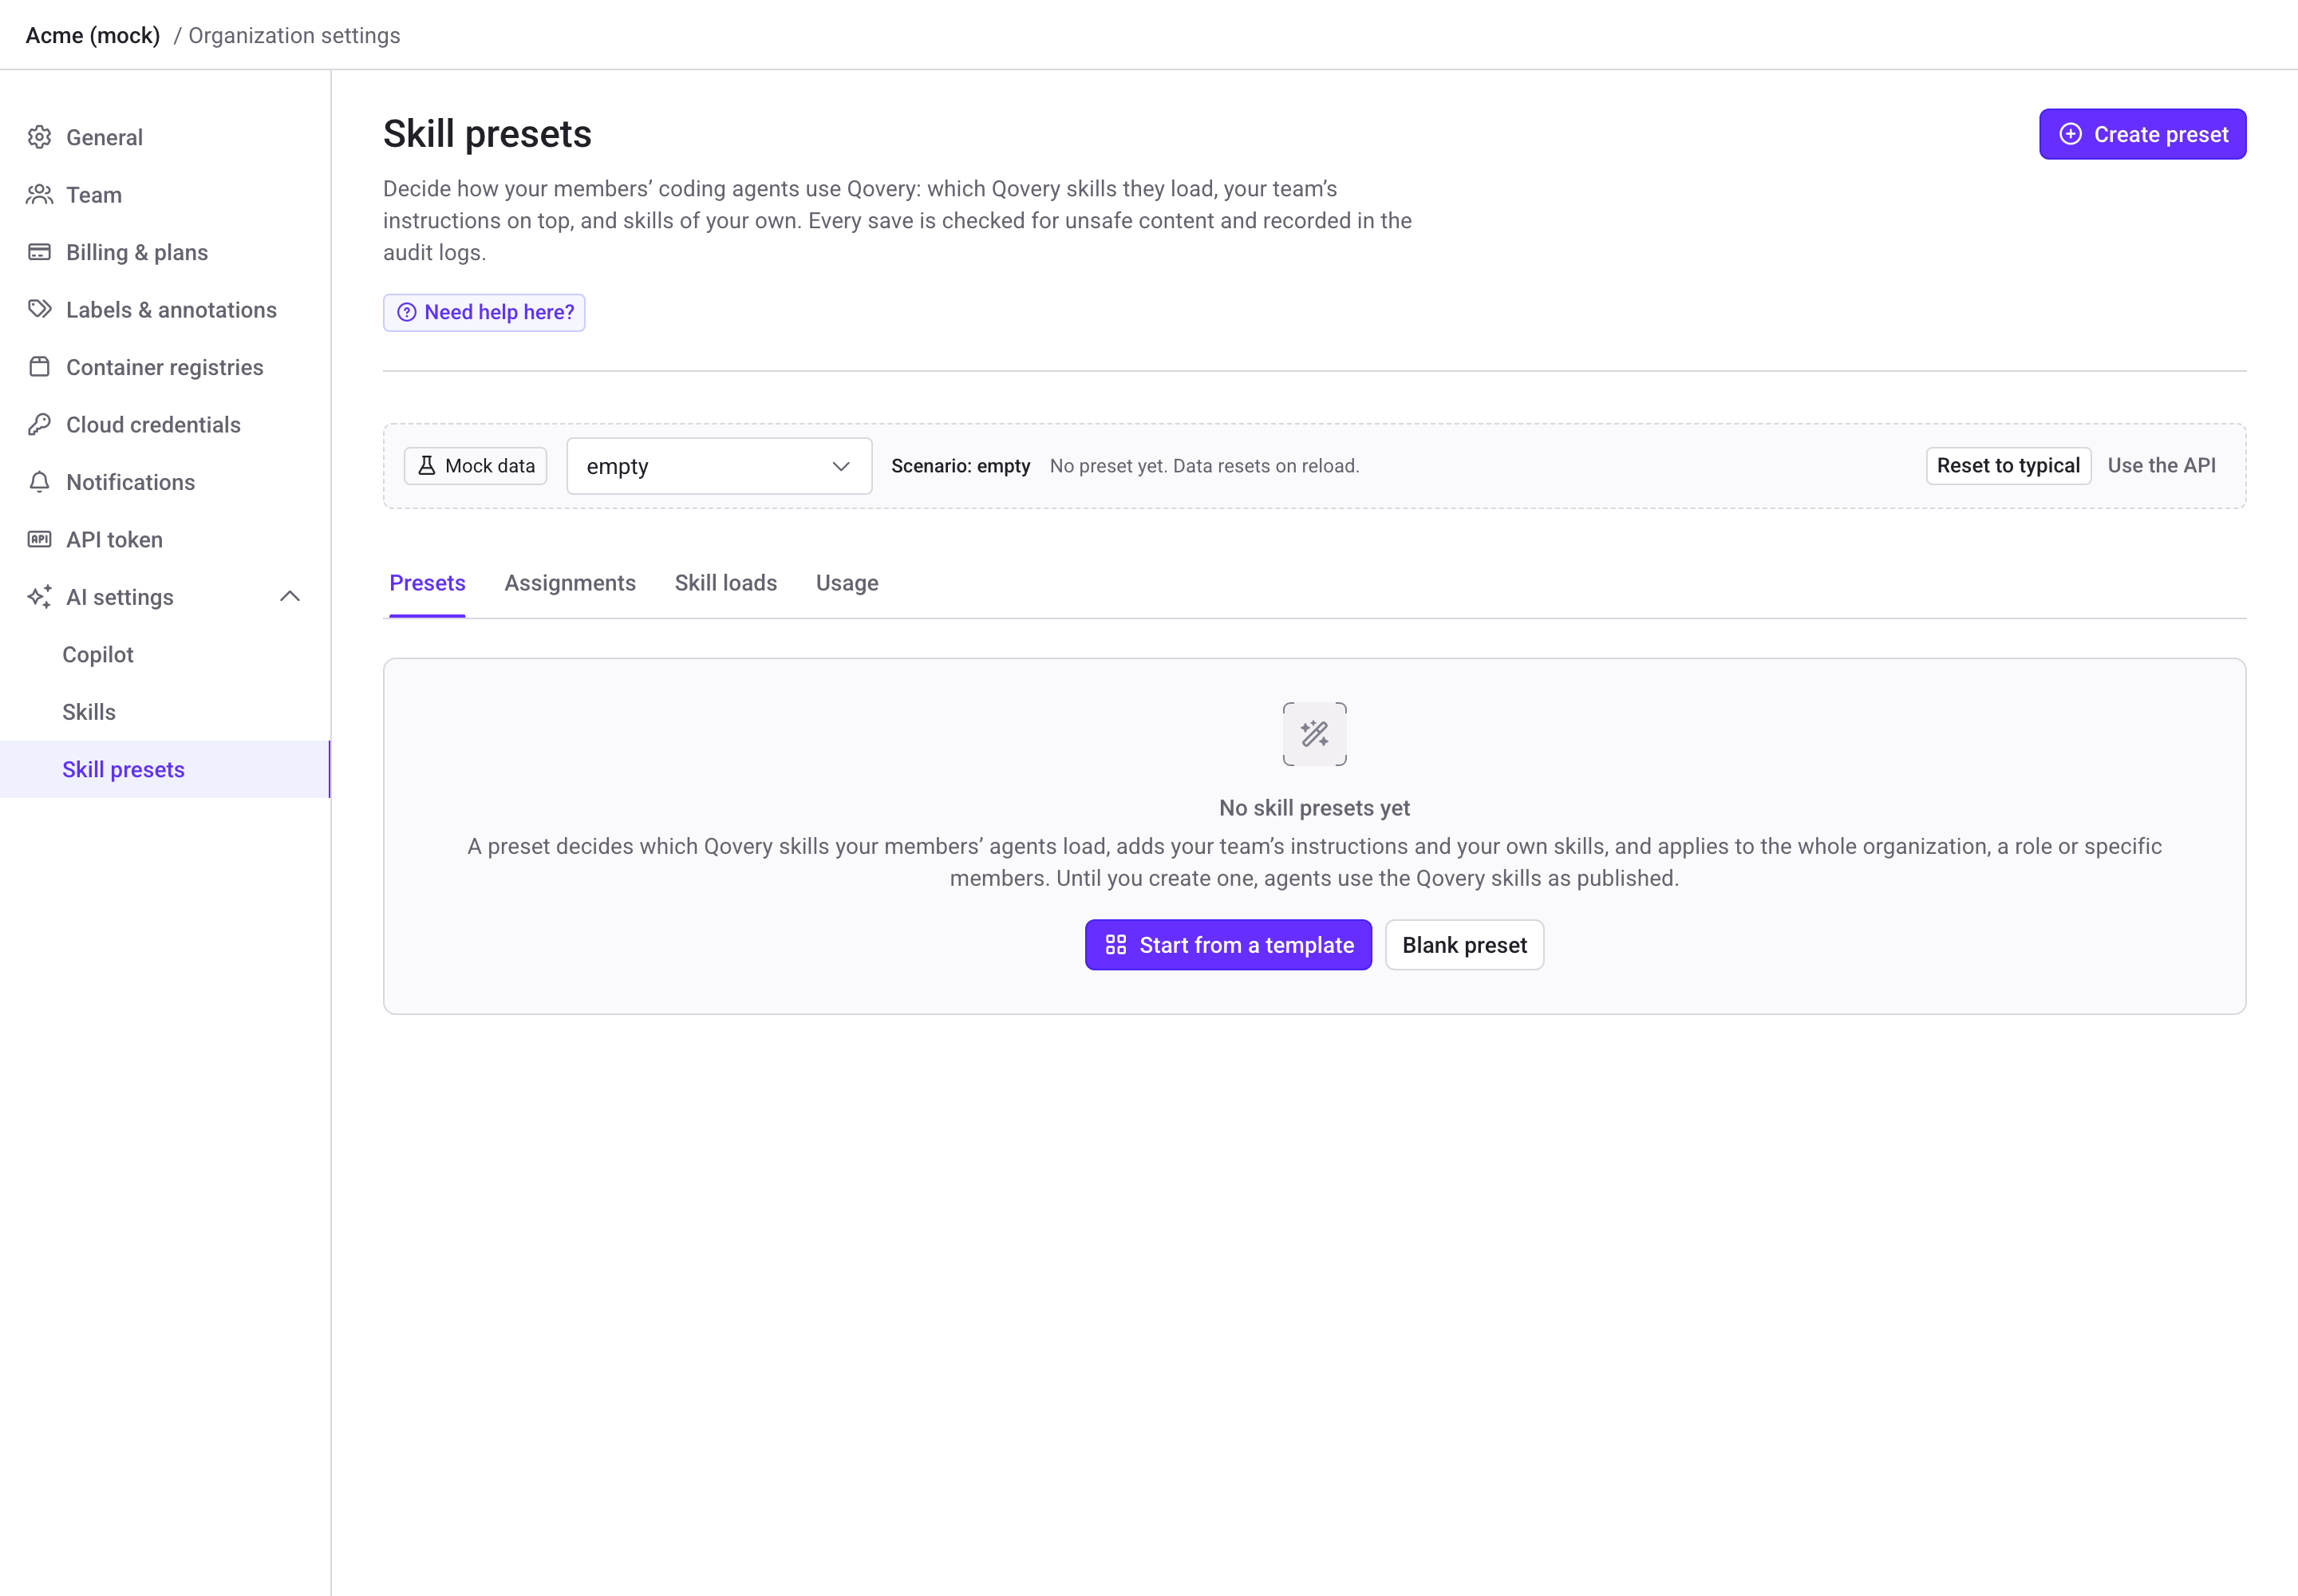 Acme (mock) / Organization settings
General
Team
Billing & plans
Labels & annotations
Container registries
Cloud credentials
Notifications
API API token
AI settings
Copilot
Skills
Skill presets
Skill presets
Create preset
Decide how your members’ coding agents use Qovery: which Qovery skills they load, your team’s
instructions on top, and skills of your own. Every save is checked for unsafe content and recorded in the
audit logs.
Need help here?
Mock data
empty
Scenario: empty No preset yet. Data resets on reload.
Reset to typical
Use the API
Presets Assignments Skill loads Usage
No skill presets yet
A preset decides which Qovery skills your members’ agents load, adds your team’s instructions and your own skills, and applies to the whole organization, a role or specific
members. Until you create one, agents use the Qovery skills as published.
Start from a template
Blank preset